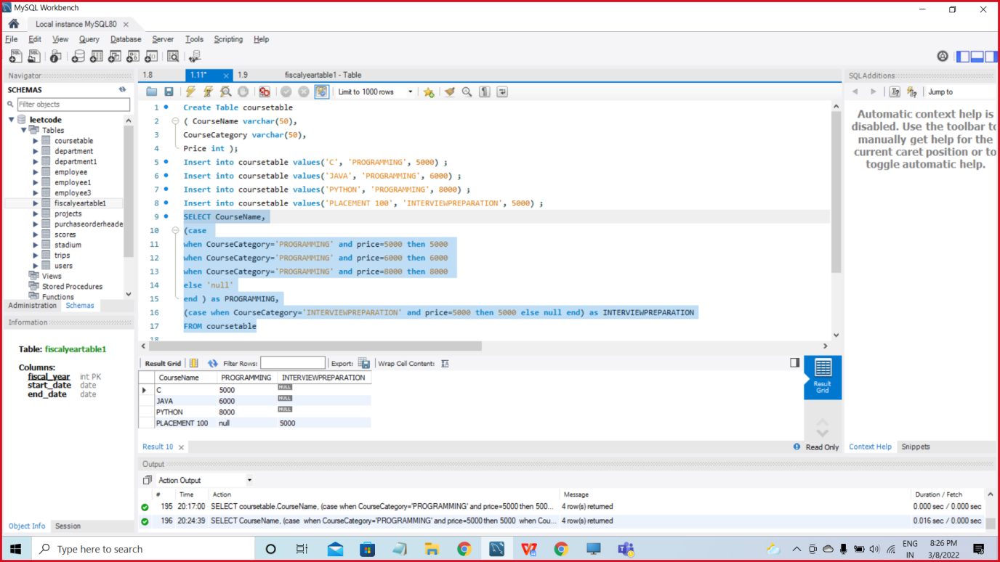 MySQL Workbench
Local instance MySQL80
File Edit View Query Database Server Tools Scripting Help
Navigator
SCHEMAS
Filter objects
leetcode
Tables
coursetable
department
department1
employee
employee1
employee3
fiscalyeartable1
projects
purchaseorderheade
scores
stadium
trips
users
Views
Stored Procedures
Functions
Administration Schemas
Information
Table: fiscalyeartable1
Columns:
fiscal_year int PK
start_date date
end_date date
Object Info Session
1.8 1.11* 1.9 fiscalyeartable1 - Table
Limit to 1000 rows
1 Create Table coursetable
2 ( CourseName varchar(50),
3 CourseCategory varchar(50),
4 Price int );
5 Insert into coursetable values('C', 'PROGRAMMING', 5000) ;
6 Insert into coursetable values('JAVA', 'PROGRAMMING', 6000) ;
7 Insert into coursetable values('PYTHON', 'PROGRAMMING', 8000) ;
8 Insert into coursetable values('PLACEMENT 100', 'INTERVIEWPREPARATION', 5000) ;
9 SELECT CourseName,
10 (case
11 when CourseCategory='PROGRAMMING' and price=5000 then 5000
12 when CourseCategory='PROGRAMMING' and price=6000 then 6000
13 when CourseCategory='PROGRAMMING' and price=8000 then 8000
14 else 'null'
15 end ) as PROGRAMMING,
16 (case when CourseCategory='INTERVIEWPREPARATION' and price=5000 then 5000 else null end) as INTERVIEWPREPARATION
17 FROM coursetable
18
Result Grid Filter Rows: Export: Wrap Cell Content:
CourseName PROGRAMMING INTERVIEWPREPARATION
C 5000 NULL
JAVA 6000 NULL
PYTHON 8000 NULL
PLACEMENT 100 null 5000
Result Grid
Result 10
Read Only
Output
Action Output
# Time Action Message Duration / Fetch
195 20:17:00 SELECT coursetable.CourseName, (case when CourseCategory='PROGRAMMING' and price=5000 then 500... 4 row(s) returned 0.000 sec / 0.000 sec
196 20:24:39 SELECT CourseName, (case when CourseCategory='PROGRAMMING' and price=5000 then 5000 when Cou... 4 row(s) returned 0.016 sec / 0.000 sec
SQLAdditions
Jump to
Automatic context help is
disabled. Use the toolbar to
manually get help for the
current caret position or to
toggle automatic help.
Context Help Snippets
Type here to search
ENG
IN
8:26 PM
3/8/2022